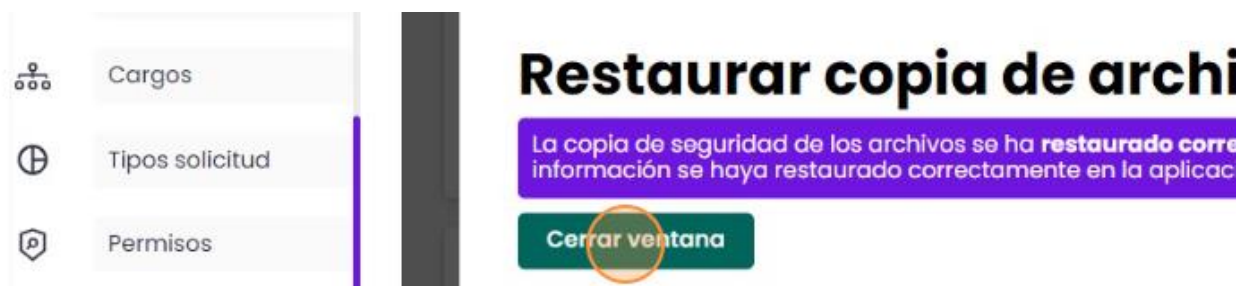 Cargos
Tipos solicitud
Permisos
Restaurar copia de archi
La copia de seguridad de los archivos se ha restaurado corre
información se haya restaurado correctamente en la aplicac
Cerrar ventana